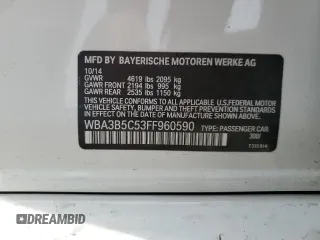 MFD BY BAYERISCHE MOTOREN WERKE AG
10/14
GVWR 4619 lbs 2095 kg
GAWR FRONT 2194 lbs 995 kg
GAWR REAR 2535 lbs 1150 kg
THIS VEHICLE CONFORMS TO ALL APPLICABLE U.S. FEDERAL MOTOR
VEHICLE SAFETY, BUMPER, AND THEFT PREVENTION STANDARDS IN
EFFECT ON THE DATE OF MANUFACTURE SHOWN ABOVE.
WBA3B5C53FF960590 TYPE: PASSENGER CAR
300/
DREAMBID